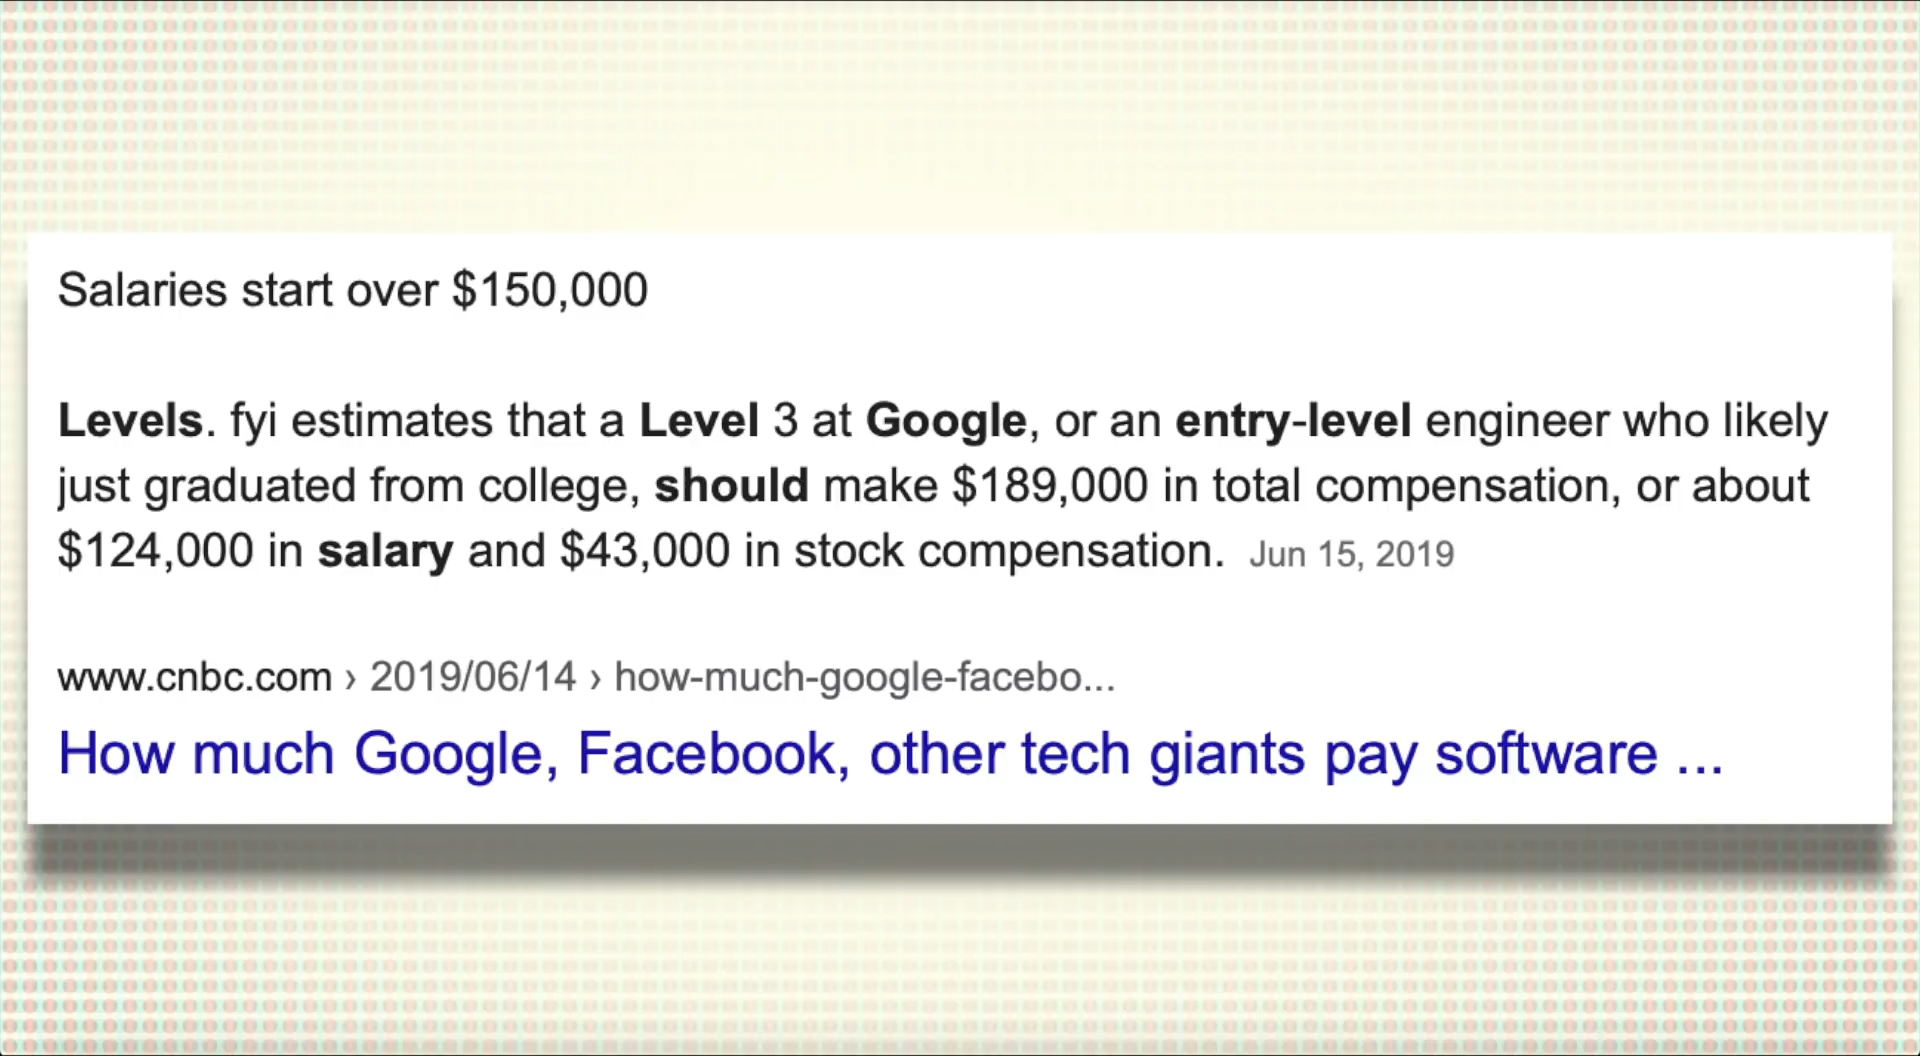 Salaries start over $150,000
Levels. fyi estimates that a Level 3 at Google, or an entry-level engineer who likely
just graduated from college, should make $189,000 in total compensation, or about
$124,000 in salary and $43,000 in stock compensation. Jun 15, 2019
www.cnbc.com › 2019/06/14 › how-much-google-facebo...
How much Google, Facebook, other tech giants pay software ...